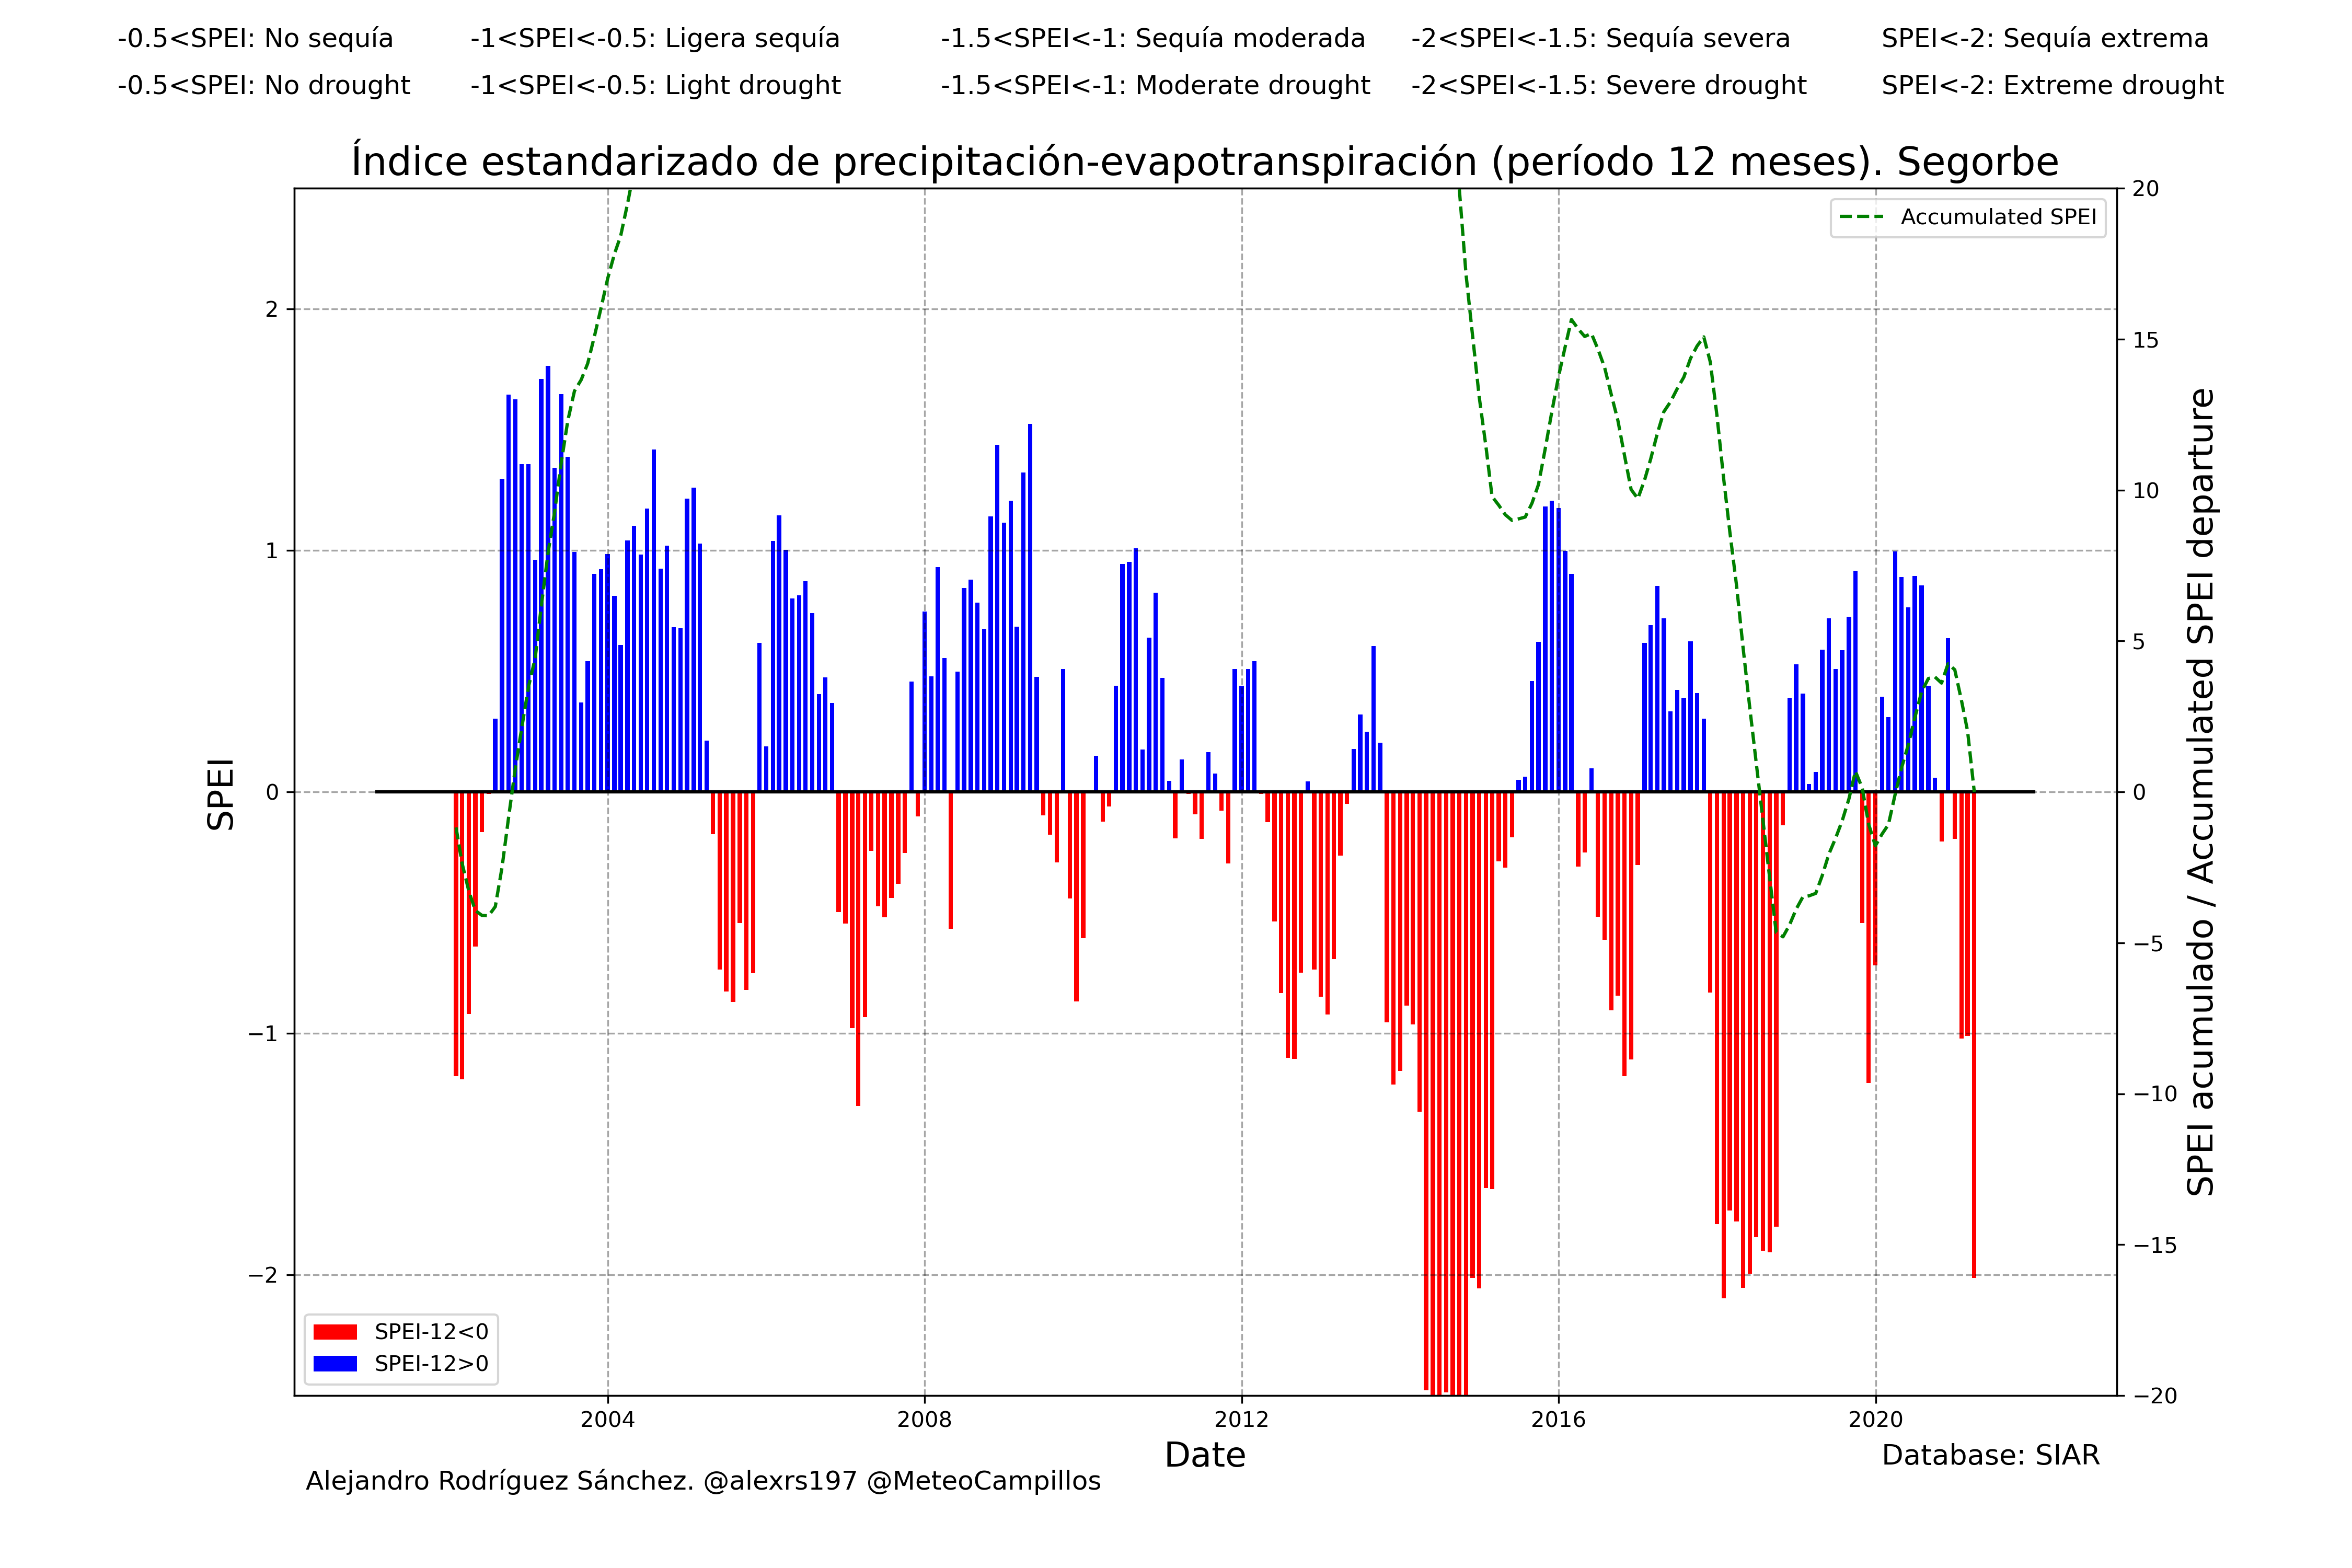 -0.5<SPEI: No sequía
-1<SPEI<-0.5: Ligera sequía
-1.5<SPEI<-1: Sequía moderada
-2<SPEI<-1.5: Sequía severa
SPEI<-2: Sequía extrema
-0.5<SPEI: No drought
-1<SPEI<-0.5: Light drought
-1.5<SPEI<-1: Moderate drought
-2<SPEI<-1.5: Severe drought
SPEI<-2: Extreme drought
Índice estandarizado de precipitación-evapotranspiración (período 12 meses). Segorbe
SPEI
2
1
0
−1
−2
Accumulated SPEI
20
15
10
5
0
−5
−10
−15
−20
SPEI acumulado / Accumulated SPEI departure
SPEI-12<0
SPEI-12>0
2004
2008
2012
2016
2020
Date
Database: SIAR
Alejandro Rodríguez Sánchez. @alexrs197 @MeteoCampillos